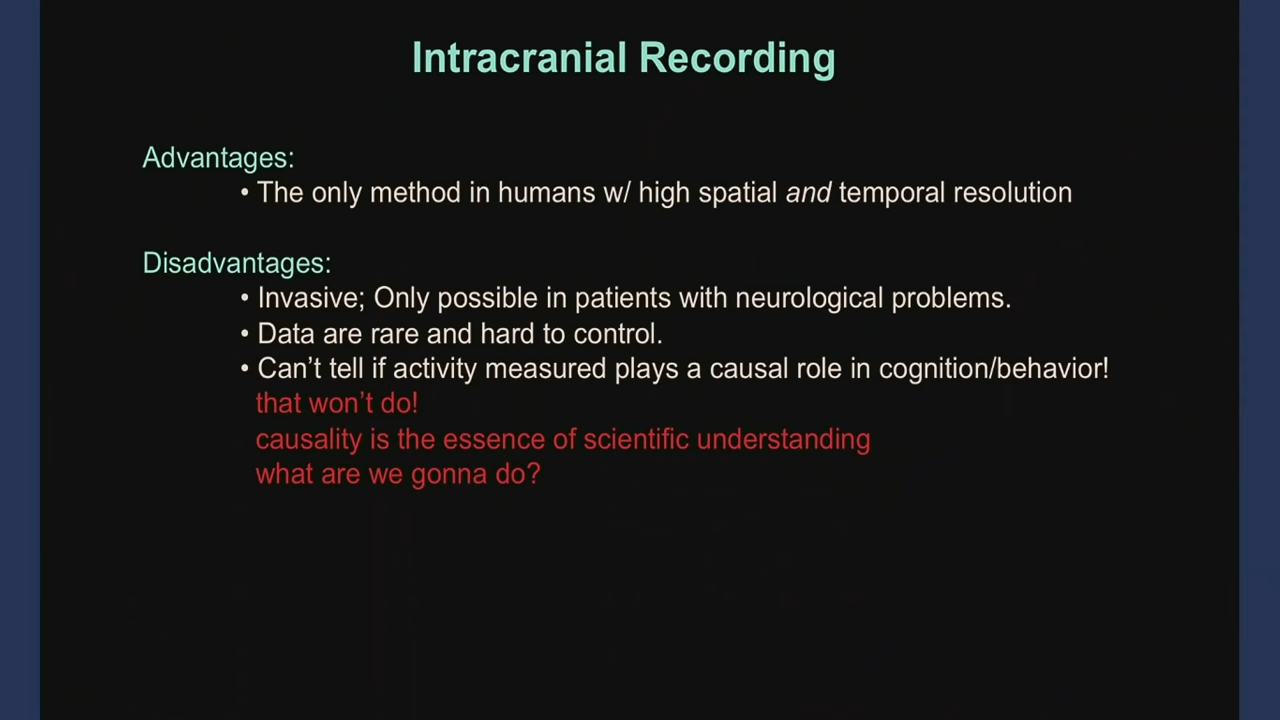 Intracranial Recording
Advantages:
• The only method in humans w/ high spatial and temporal resolution
Disadvantages:
• Invasive; Only possible in patients with neurological problems.
• Data are rare and hard to control.
• Can’t tell if activity measured plays a causal role in cognition/behavior!
that won’t do!
causality is the essence of scientific understanding
what are we gonna do?